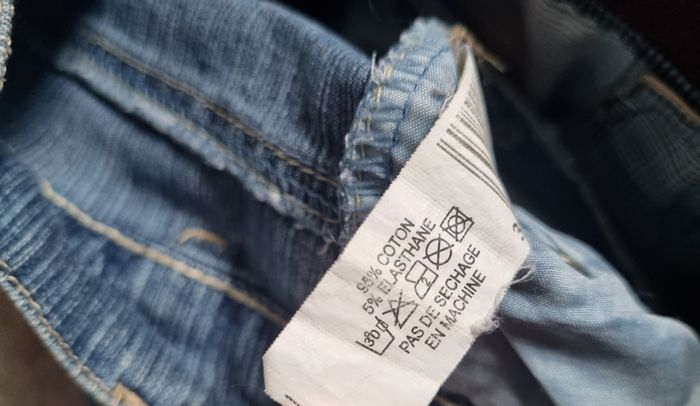 95% COTON
5% ELASTHANE
30
PAS DE SECHAGE
EN MACHINE